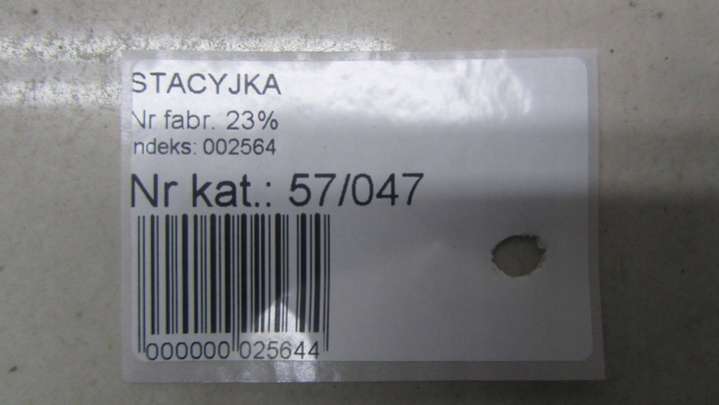 STACYJKA
Nr fabr. 23%
ndeks: 002564
Nr kat.: 57/047
000000 025644